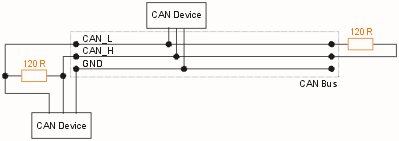 CAN Device
CAN_L
120 R
CAN_H
120 R
GND
CAN Bus
CAN Device